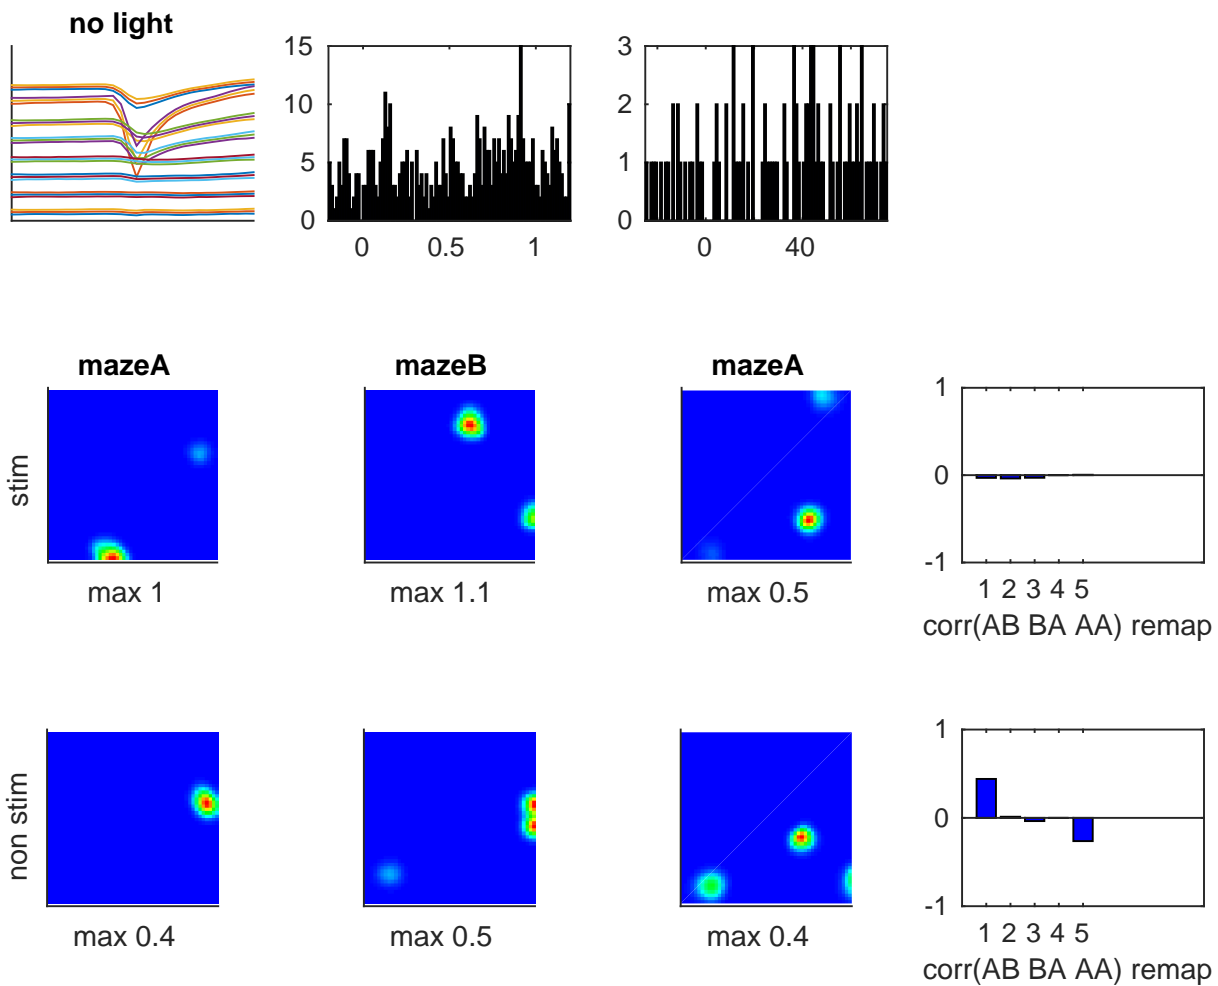 no light
15
10
5
0
0 0.5 1
3
2
1
0
0 40
mazeA mazeB mazeA
stim
max 1 max 1.1 max 0.5
1
0
-1
1 2 3 4 5
corr(AB BA AA) remap
non stim
max 0.4 max 0.5 max 0.4
1
0
-1
1 2 3 4 5
corr(AB BA AA) remap